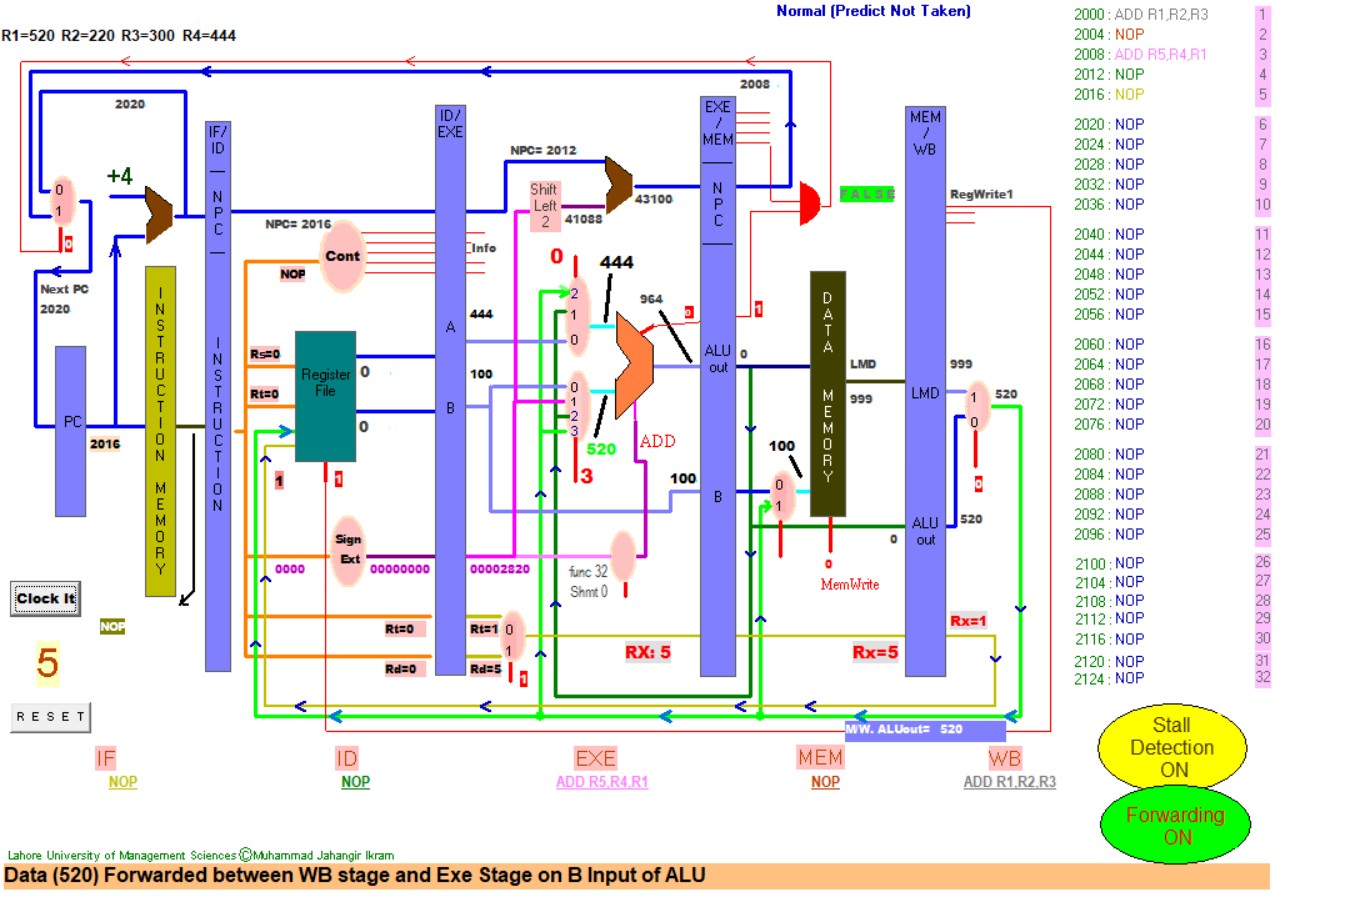 Normal (Predict Not Taken)
R1=520 R2=220 R3=300 R4=444
2000 : ADD R1,R2,R3 1
2004 : NOP 2
2008 : ADD R5,R4,R1 3
2012 : NOP 4
2016 : NOP 5
2020 : NOP 6
2024 : NOP 7
2028 : NOP 8
2032 : NOP 9
2036 : NOP 10
2040 : NOP 11
2044 : NOP 12
2048 : NOP 13
2052 : NOP 14
2056 : NOP 15
2060 : NOP 16
2064 : NOP 17
2068 : NOP 18
2072 : NOP 19
2076 : NOP 20
2080 : NOP 21
2084 : NOP 22
2088 : NOP 23
2092 : NOP 24
2096 : NOP 25
2100 : NOP 26
2104 : NOP 27
2108 : NOP 28
2112 : NOP 29
2116 : NOP 30
2120 : NOP 31
2124 : NOP 32
2020
+4
0
1
0
Next PC
2020
PC
2016
INSTRUCTION MEMORY
Clock It
NOP
5
RESET
IF/
ID
NPC
INSTRUCTION
NPC= 2016
Cont
NOP
Info
Rs=0
Rt=0
Register
File
0
0
1
1
Sign
Ext
0000
00000000
00002820
Rt=0
Rd=0
Rt=1
Rd=5
0
1
1
ID/
EXE
A
B
444
100
NPC= 2012
Shift
Left
2
41088
43100
0
444
2
1
0
964
0
1
2
3
520
3
ADD
func 32
Shmt 0
RX: 5
2008
EXE
/
MEM
NPC
ALU
out
B
0
1
0
100
FALSE
DATA MEMORY
LMD
999
100
0
1
0
MemWrite
0
Rx=5
MEM
/
WB
LMD
ALU
out
RegWrite1
999
1
0
520
0
520
Rx=1
MW. ALUout= 520
IF
NOP
ID
NOP
EXE
ADD R5,R4,R1
MEM
NOP
WB
ADD R1,R2,R3
Stall
Detection
ON
Forwarding
ON
Lahore University of Management Sciences ©Muhammad Jahangir Ikram
Data (520) Forwarded between WB stage and Exe Stage on B Input of ALU